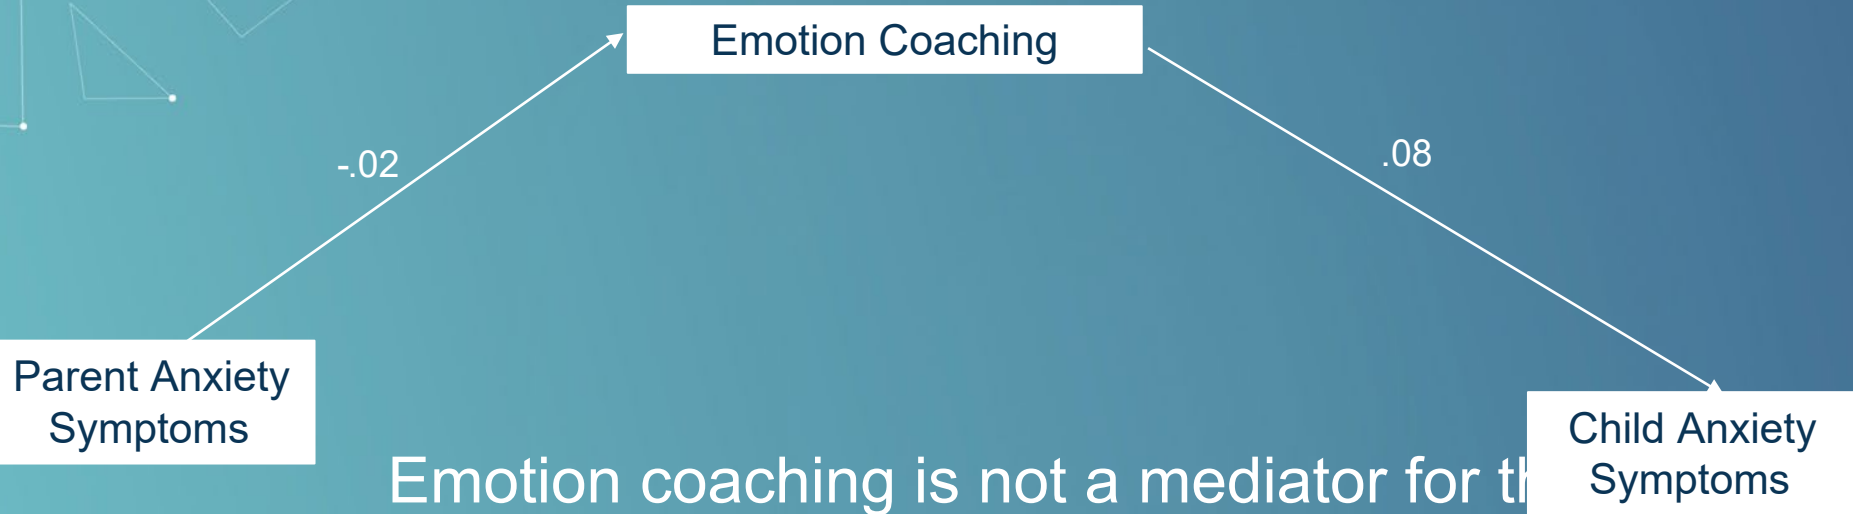 Emotion Coaching
-.02
.08
Parent Anxiety
Symptoms
Child Anxiety
Symptoms
Emotion coaching is not a mediator for